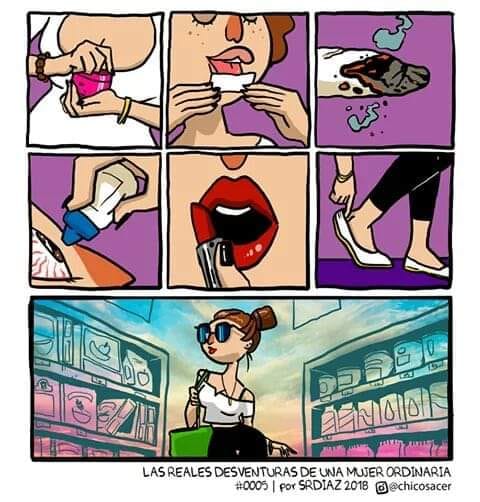 LAS REALES DESVENTURAS DE UNA MUJER ORDINARIA
#0005 | por SRDIAZ 2018 @chicosacer